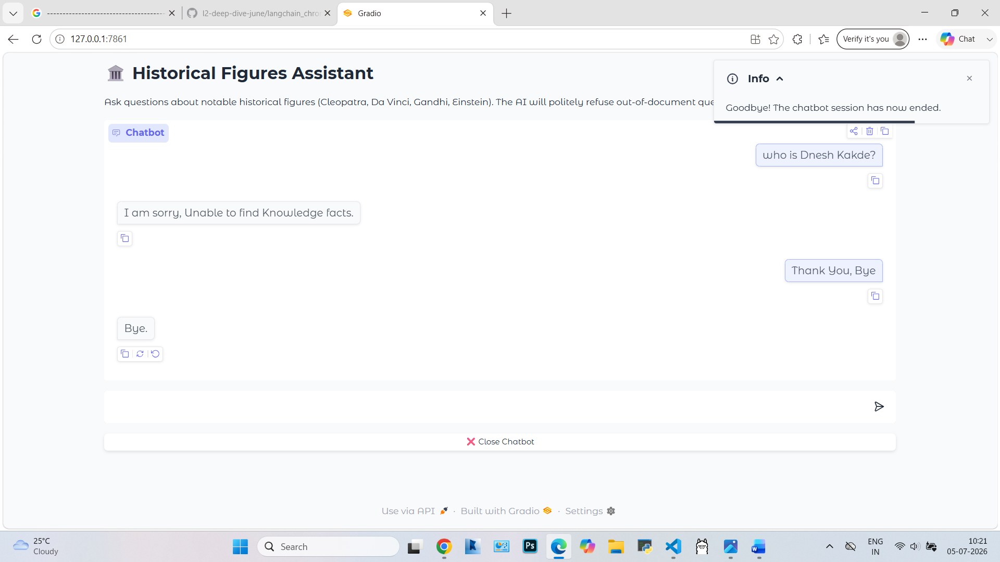 ----------------------------------
l2-deep-dive-june/langchain_chro
Gradio
127.0.0.1:7861
Verify it's you
Chat
Historical Figures Assistant
Info
Ask questions about notable historical figures (Cleopatra, Da Vinci, Gandhi, Einstein). The AI will politely refuse out-of-document que
Goodbye! The chatbot session has now ended.
Chatbot
who is Dnesh Kakde?
I am sorry, Unable to find Knowledge facts.
Thank You, Bye
Bye.
Close Chatbot
Use via API · Built with Gradio · Settings
25°C
Cloudy
Search
Ps
W
ENG
IN
10:21
05-07-2026